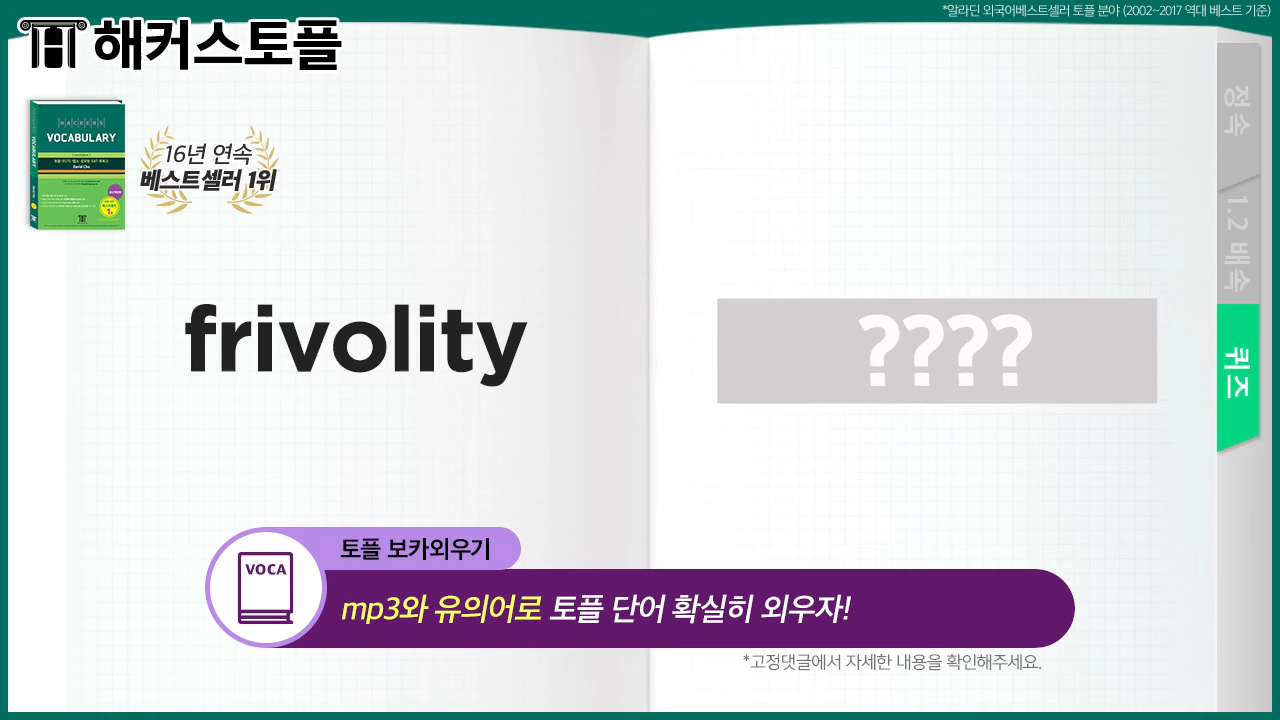 *알라딘 외국어베스트셀러 토플 분야 (2002~2017 역대 베스트 기준)
해커스토플
HACKERS
VOCABULARY
16년 연속
베스트셀러 1위
정속
1.2 배속
퀴즈
frivolity
????
토플 보카외우기
VOCA
mp3와 유의어로 토플 단어 확실히 외우자!
*고정댓글에서 자세한 내용을 확인해주세요.